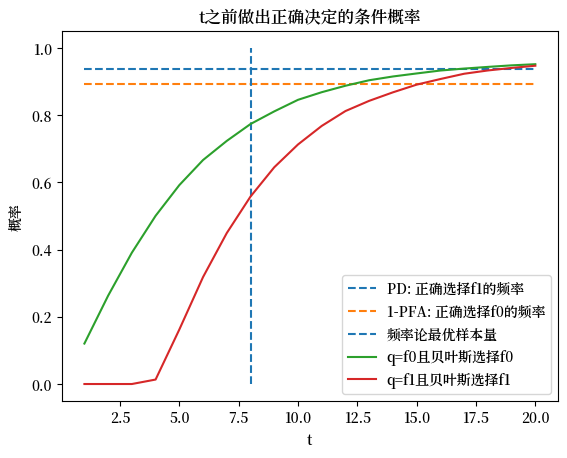 t之前做出正确决定的条件概率
概率
1.0
0.8
0.6
0.4
0.2
0.0
PD: 正确选择f1的频率
1-PFA: 正确选择f0的频率
频率论最优样本量
q=f0且贝叶斯选择f0
q=f1且贝叶斯选择f1
2.5 5.0 7.5 10.0 12.5 15.0 17.5 20.0
t